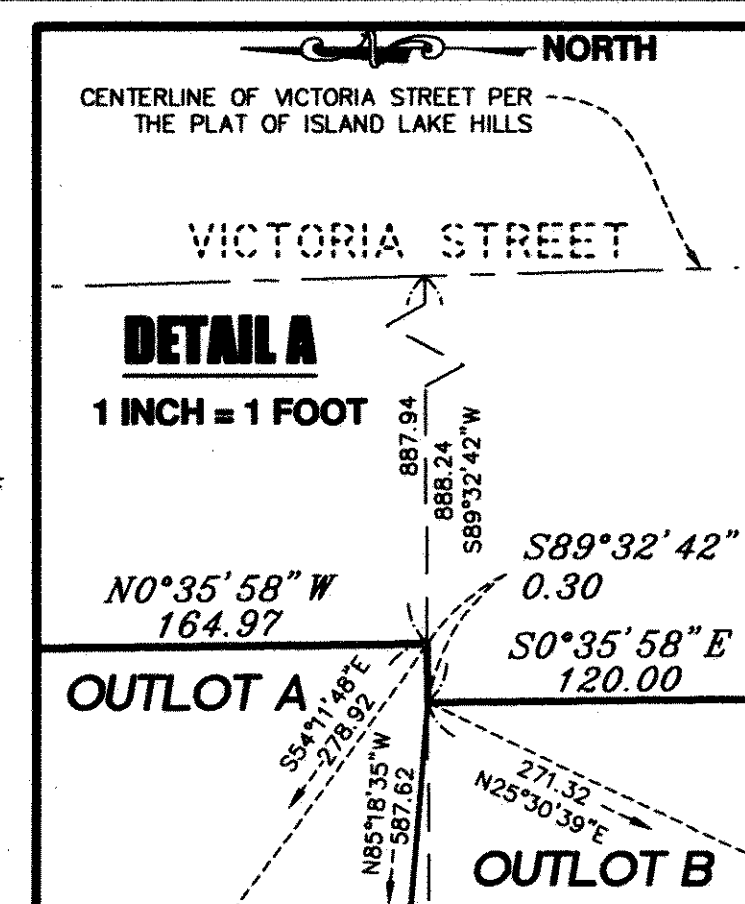 NORTH
CENTERLINE OF VICTORIA STREET PER
THE PLAT OF ISLAND LAKE HILLS
VICTORIA STREET
DETAIL A
1 INCH = 1 FOOT
887.94
888.24
S89°32'42"W
S89°32'42"
0.30
N0°35'58"W
164.97
S0°35'58"E
120.00
OUTLOT A
S54°11'48"E
278.92
N85°18'35"W
587.62
271.32
N25°30'39"E
OUTLOT B